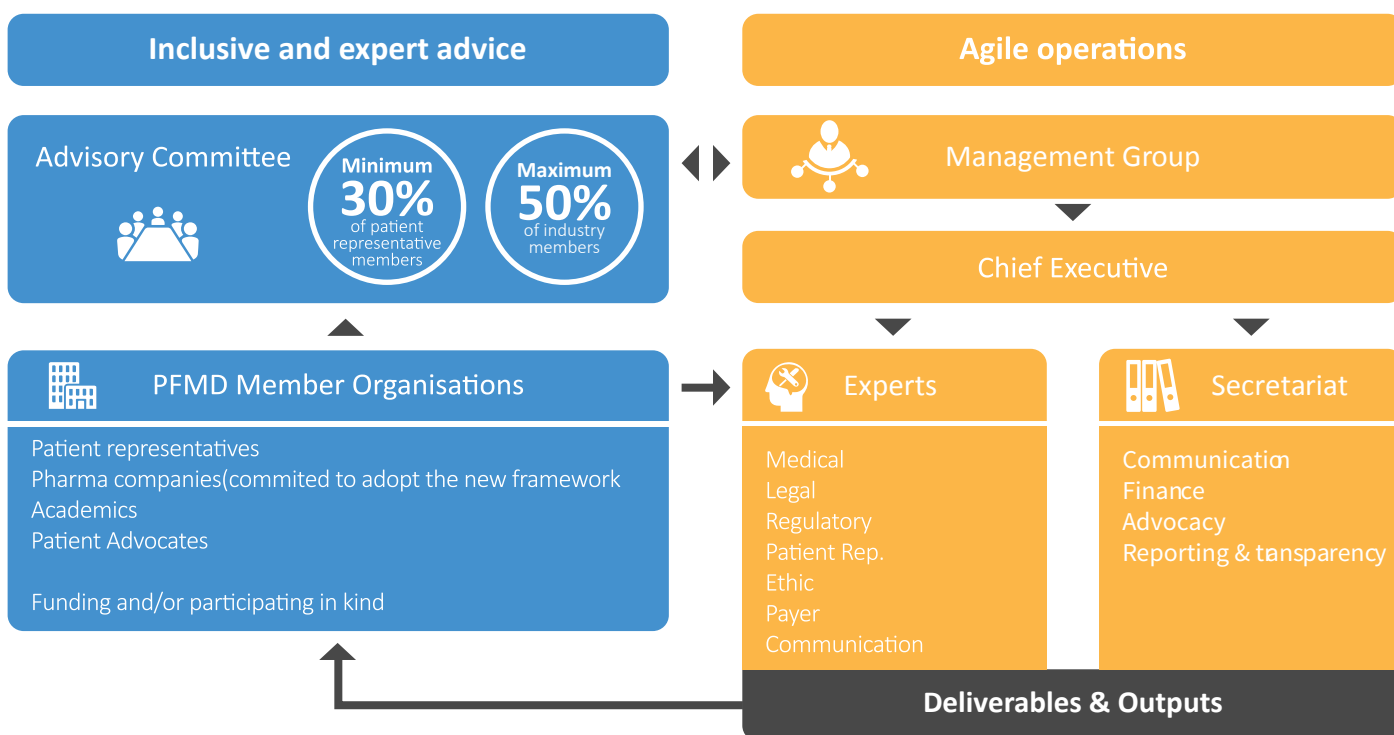 Inclusive and expert advice
Advisory Committee
Minimum
30%
of patient
representative
members
Maximum
50%
of industry
members
PFMD Member Organisations
Patient representatives
Pharma companies(commited to adopt the new framework
Academics
Patient Advocates
Funding and/or participating in kind
Agile operations
Management Group
Chief Executive
Experts
Medical
Legal
Regulatory
Patient Rep.
Ethic
Payer
Communication
Secretariat
Communication
Finance
Advocacy
Reporting & transparency
Deliverables & Outputs